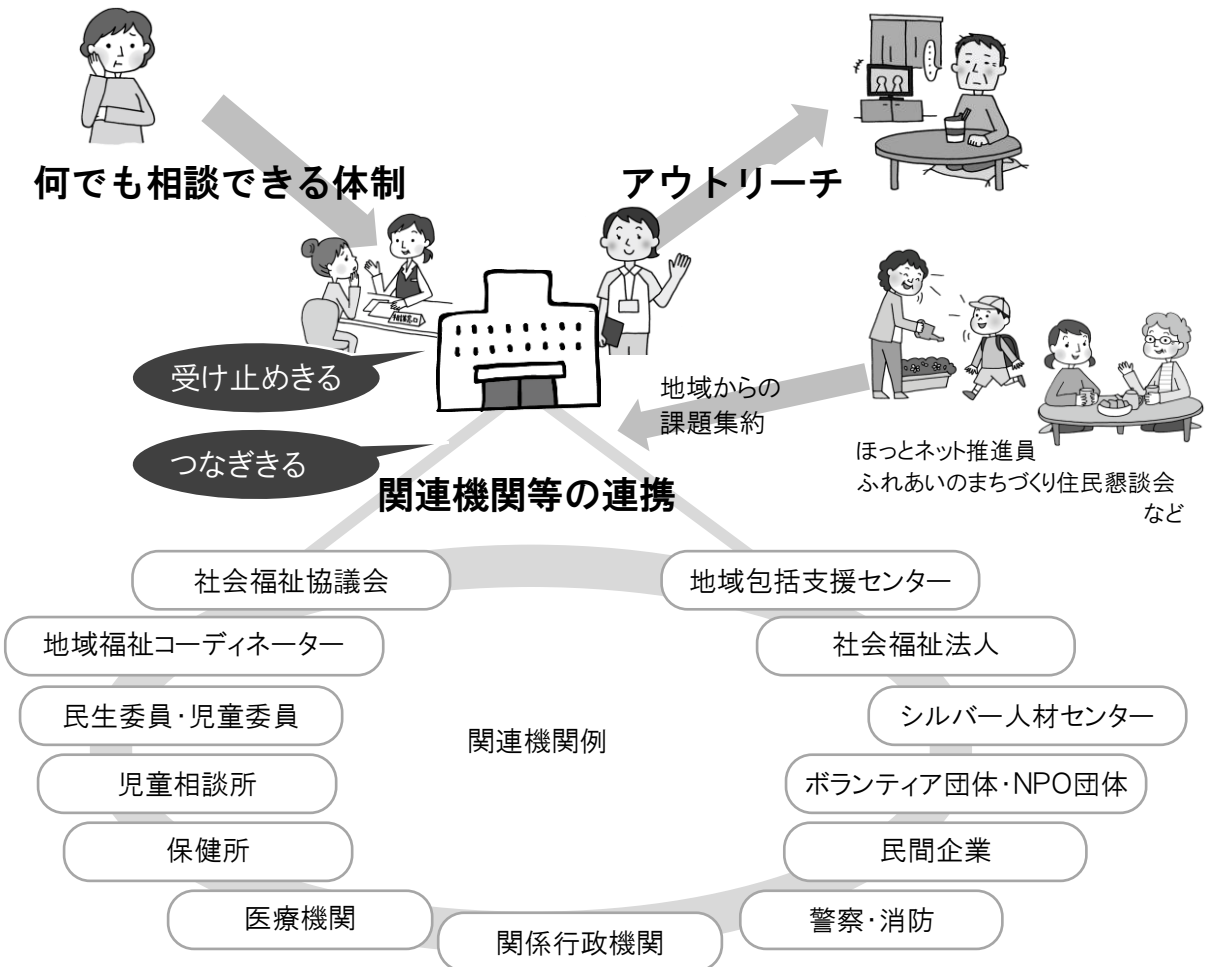 何でも相談できる体制
アウトリーチ
受け止めきる
つなぎきる
地域からの
課題集約
ほっとネット推進員
ふれあいのまちづくり住民懇談会
など
関連機関等の連携
社会福祉協議会
地域包括支援センター
地域福祉コーディネーター
社会福祉法人
民生委員・児童委員
シルバー人材センター
関連機関例
児童相談所
ボランティア団体・NPO団体
保健所
民間企業
医療機関
警察・消防
関係行政機関